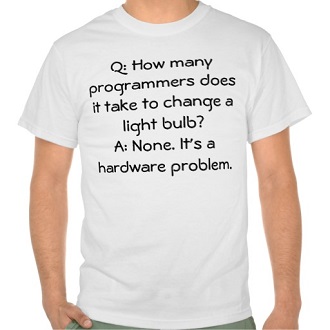 Q: How many
programmers does
it take to change a
light bulb?
A: None. It's a
hardware problem.